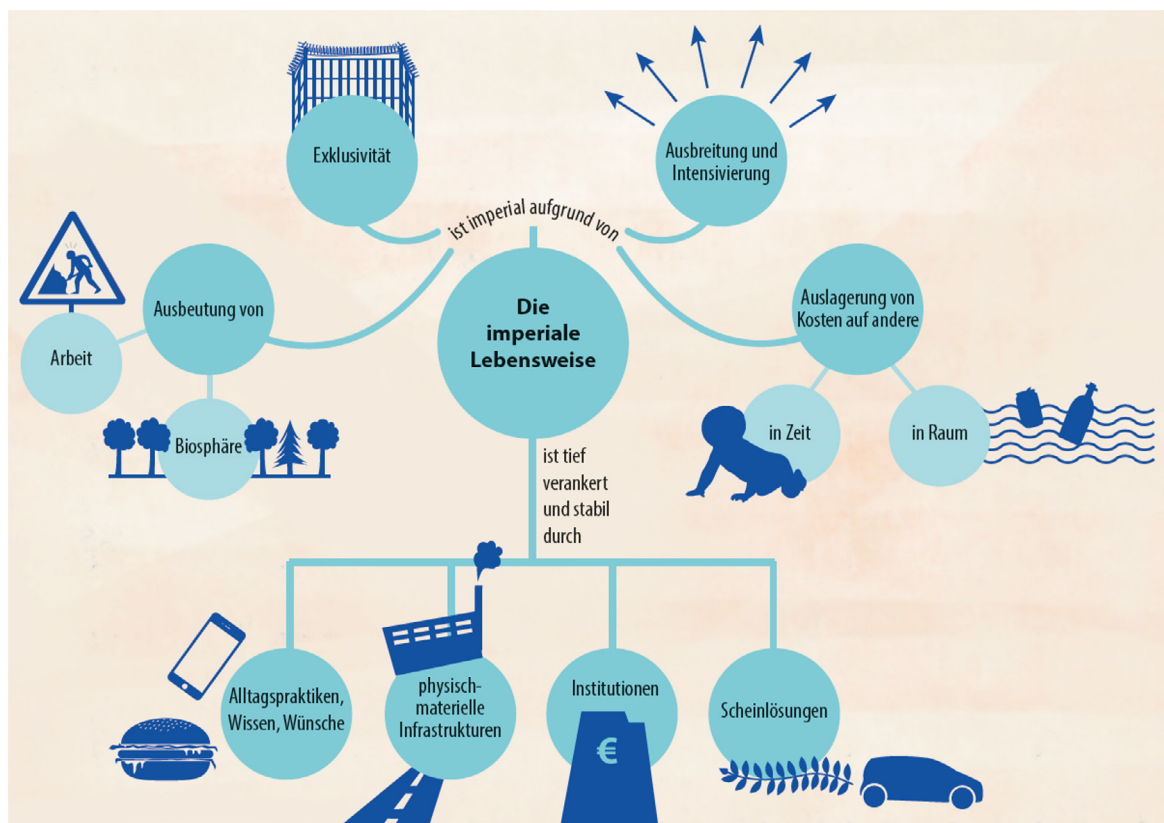 Exklusivität
Ausbreitung und
Intensivierung
ist imperial aufgrund von
Ausbeutung von
Arbeit
Biosphäre
Die
imperiale
Lebensweise
Auslagerung von
Kosten auf andere
in Zeit
in Raum
ist tief
verankert
und stabil
durch
Alltagspraktiken,
Wissen, Wünsche
physisch-
materielle
Infrastrukturen
Institutionen
€
Scheinlösungen